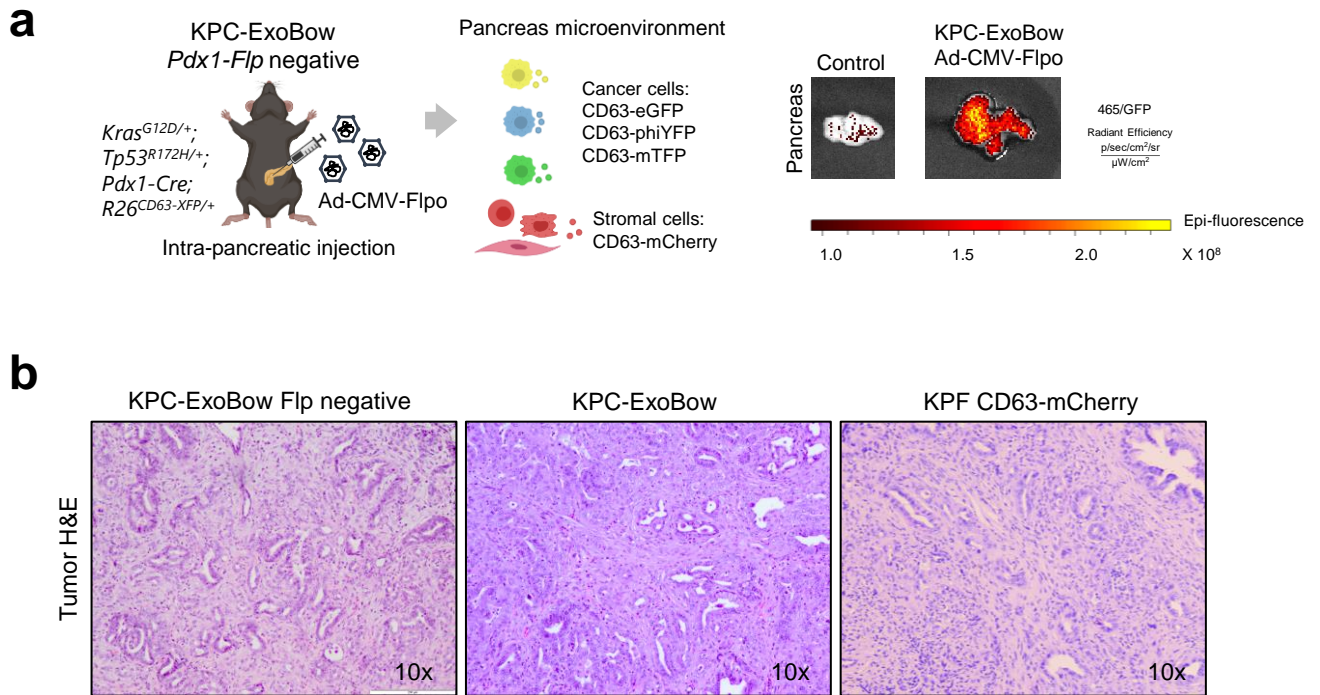 a
KPC-ExoBow
Pdx1-Flp negative
Kras^G12D/+;
Tp53^R172H/+;
Pdx1-Cre;
R26^CD63-XFP/+
Ad-CMV-Flpo
Intra-pancreatic injection
Pancreas microenvironment
Cancer cells:
CD63-eGFP
CD63-phiYFP
CD63-mTFP
Stromal cells:
CD63-mCherry
Pancreas
Control
KPC-ExoBow
Ad-CMV-Flpo
465/GFP
Radiant Efficiency
p/sec/cm²/sr
µW/cm²
Epi-fluorescence
1.0 1.5 2.0 X 10⁸
b
KPC-ExoBow Flp negative
KPC-ExoBow
KPF CD63-mCherry
Tumor H&E
10x
10x
10x